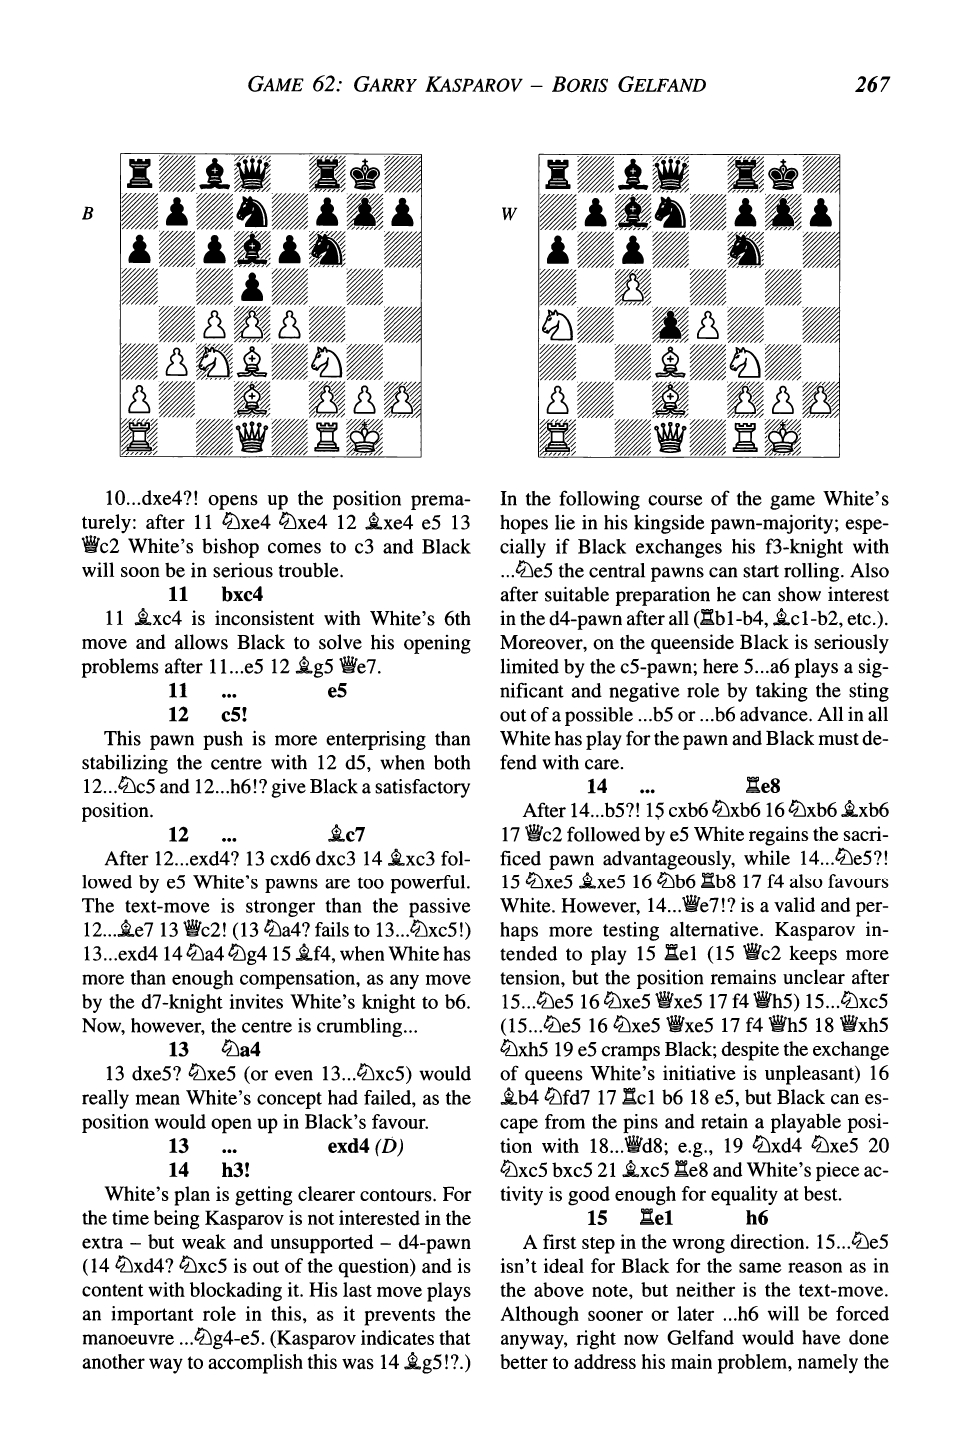 GAME 62: GARRY KASPAROV – BORIS GELFAND 267
B
10...dxe4?! opens up the position prema-
turely: after 11 ♘xe4 ♘xe4 12 ♗xe4 e5 13
♕c2 White's bishop comes to c3 and Black
will soon be in serious trouble.
11 bxc4
11 ♗xc4 is inconsistent with White's 6th
move and allows Black to solve his opening
problems after 11...e5 12 ♗g5 ♕e7.
11 ... e5
12 c5!
This pawn push is more enterprising than
stabilizing the centre with 12 d5, when both
12...♘c5 and 12...h6!? give Black a satisfactory
position.
12 ... ♗c7
After 12...exd4? 13 cxd6 dxc3 14 ♗xc3 fol-
lowed by e5 White's pawns are too powerful.
The text-move is stronger than the passive
12...♗e7 13 ♕c2! (13 ♘a4? fails to 13...♘xc5!)
13...exd4 14 ♘a4 ♘g4 15 ♗f4, when White has
more than enough compensation, as any move
by the d7-knight invites White's knight to b6.
Now, however, the centre is crumbling...
13 ♘a4
13 dxe5? ♘xe5 (or even 13...♘xc5) would
really mean White's concept had failed, as the
position would open up in Black's favour.
13 ... exd4 (D)
14 h3!
White's plan is getting clearer contours. For
the time being Kasparov is not interested in the
extra – but weak and unsupported – d4-pawn
(14 ♘xd4? ♘xc5 is out of the question) and is
content with blockading it. His last move plays
an important role in this, as it prevents the
manoeuvre ...♘g4-e5. (Kasparov indicates that
another way to accomplish this was 14 ♗g5!?.)
W
In the following course of the game White's
hopes lie in his kingside pawn-majority; espe-
cially if Black exchanges his f3-knight with
...♘e5 the central pawns can start rolling. Also
after suitable preparation he can show interest
in the d4-pawn after all (♖b1-b4, ♗c1-b2, etc.).
Moreover, on the queenside Black is seriously
limited by the c5-pawn; here 5...a6 plays a sig-
nificant and negative role by taking the sting
out of a possible ...b5 or ...b6 advance. All in all
White has play for the pawn and Black must de-
fend with care.
14 ... ♖e8
After 14...b5?! 15 cxb6 ♘xb6 16 ♘xb6 ♗xb6
17 ♕c2 followed by e5 White regains the sacri-
ficed pawn advantageously, while 14...♘e5?!
15 ♘xe5 ♗xe5 16 ♘b6 ♖b8 17 f4 also favours
White. However, 14...♕e7!? is a valid and per-
haps more testing alternative. Kasparov in-
tended to play 15 ♖e1 (15 ♕c2 keeps more
tension, but the position remains unclear after
15...♘e5 16 ♘xe5 ♕xe5 17 f4 ♕h5) 15...♘xc5
(15...♘e5 16 ♘xe5 ♕xe5 17 f4 ♕h5 18 ♕xh5
♘xh5 19 e5 cramps Black; despite the exchange
of queens White's initiative is unpleasant) 16
♗b4 ♘fd7 17 ♖c1 b6 18 e5, but Black can es-
cape from the pins and retain a playable posi-
tion with 18...♕d8; e.g., 19 ♘xd4 ♘xe5 20
♘xc5 bxc5 21 ♗xc5 ♖e8 and White's piece ac-
tivity is good enough for equality at best.
15 ♖e1 h6
A first step in the wrong direction. 15...♘e5
isn't ideal for Black for the same reason as in
the above note, but neither is the text-move.
Although sooner or later ...h6 will be forced
anyway, right now Gelfand would have done
better to address his main problem, namely the